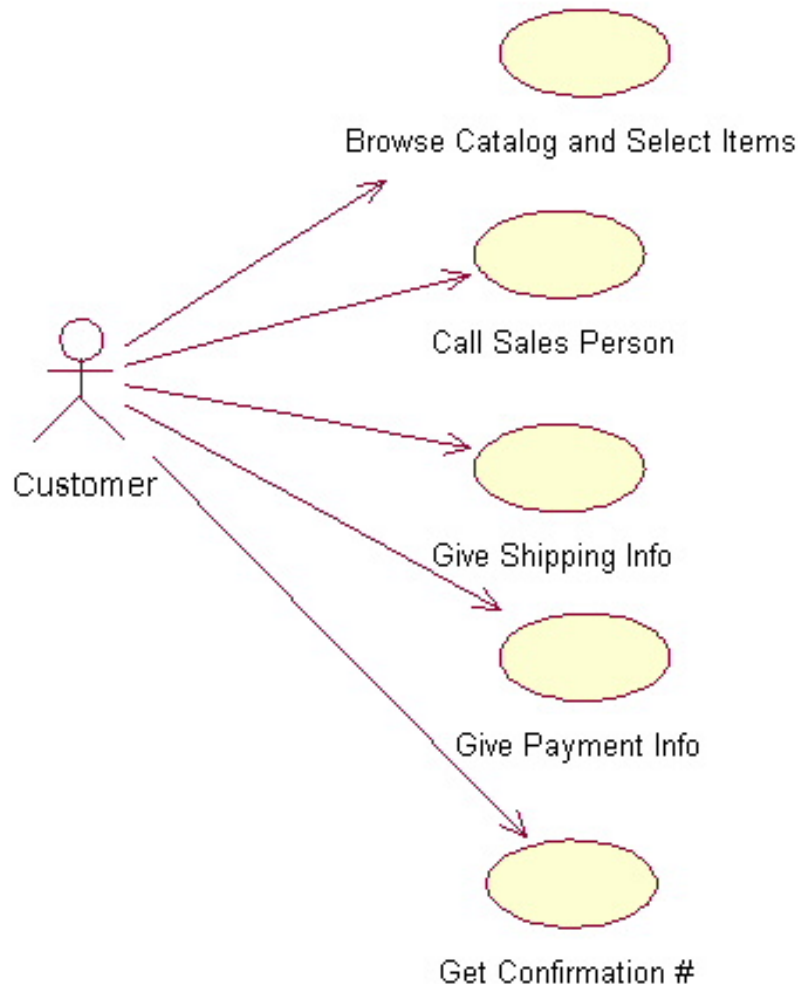 Browse Catalog and Select Items
Call Sales Person
Customer
Give Shipping Info
Give Payment Info
Get Confirmation #